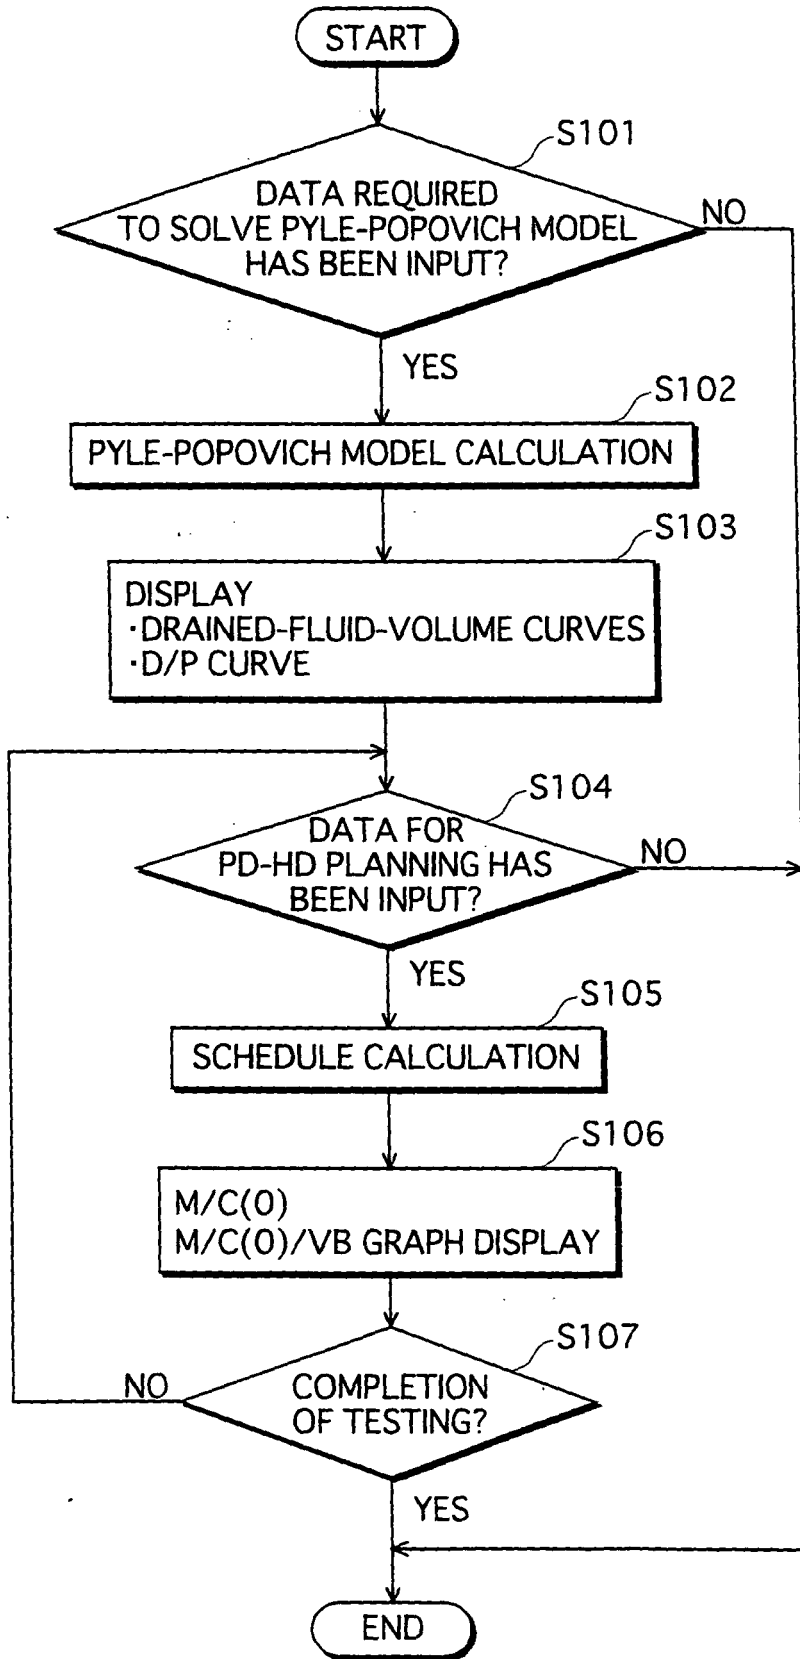 START
S101
DATA REQUIRED
TO SOLVE PYLE-POPOVICH MODEL
HAS BEEN INPUT?
NO
YES
S102
PYLE-POPOVICH MODEL CALCULATION
S103
DISPLAY
·DRAINED-FLUID-VOLUME CURVES
·D/P CURVE
S104
DATA FOR
PD-HD PLANNING HAS
BEEN INPUT?
NO
YES
S105
SCHEDULE CALCULATION
S106
M/C(0)
M/C(0)/VB GRAPH DISPLAY
S107
NO
COMPLETION
OF TESTING?
YES
END